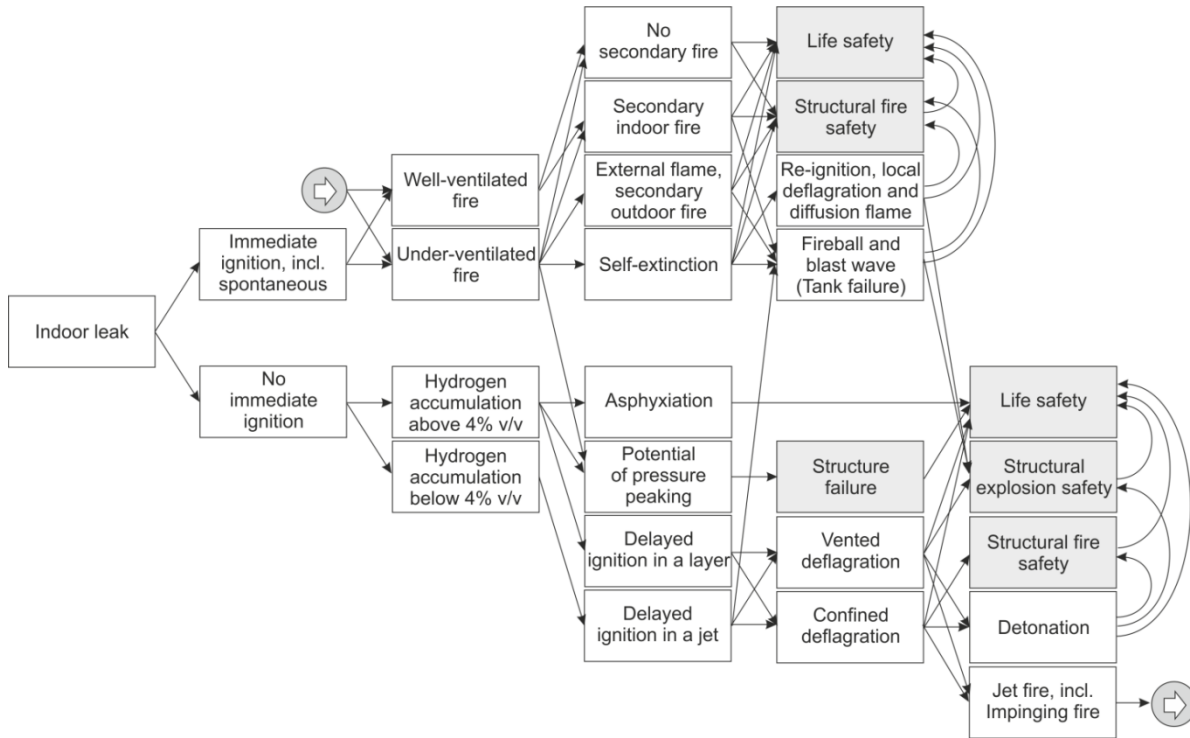 No
secondary fire
Life safety
Secondary
indoor fire
Structural fire
safety
Well-ventilated
fire
External flame,
secondary
outdoor fire
Re-ignition, local
deflagration and
diffusion flame
Immediate
ignition, incl.
spontaneous
Under-ventilated
fire
Self-extinction
Fireball and
blast wave
(Tank failure)
Indoor leak
No
immediate
ignition
Hydrogen
accumulation
above 4% v/v
Asphyxiation
Life safety
Hydrogen
accumulation
below 4% v/v
Potential
of pressure
peaking
Structure
failure
Structural
explosion safety
Delayed
ignition in a layer
Vented
deflagration
Structural fire
safety
Delayed
ignition in a jet
Confined
deflagration
Detonation
Jet fire, incl.
Impinging fire